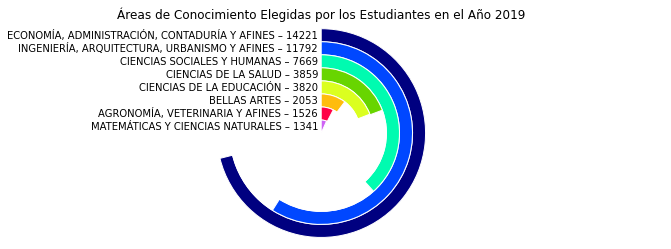 Áreas de Conocimiento Elegidas por los Estudiantes en el Año 2019
ECONOMÍA, ADMINISTRACIÓN, CONTADURÍA Y AFINES – 14221
INGENIERÍA, ARQUITECTURA, URBANISMO Y AFINES – 11792
CIENCIAS SOCIALES Y HUMANAS – 7669
CIENCIAS DE LA SALUD – 3859
CIENCIAS DE LA EDUCACIÓN – 3820
BELLAS ARTES – 2053
AGRONOMÍA, VETERINARIA Y AFINES – 1526
MATEMÁTICAS Y CIENCIAS NATURALES – 1341